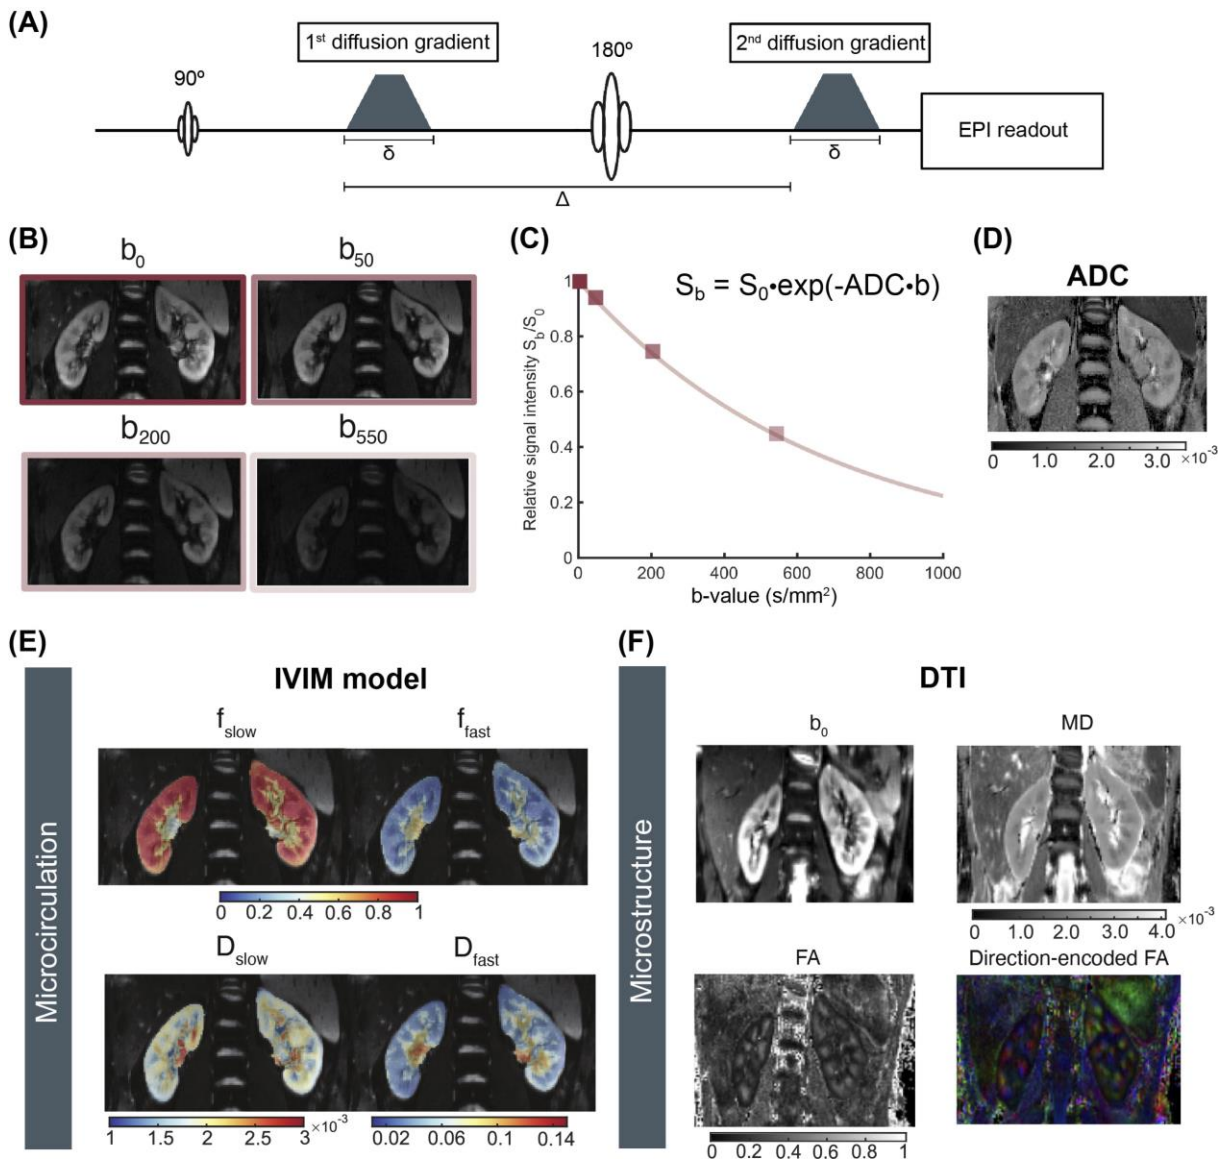 (A)
1st diffusion gradient
180º
2nd diffusion gradient
90º
EPI readout
δ
δ
Δ
(B)
b0
b50
b200
b550
(C)
Sb = S0•exp(-ADC•b)
Relative signal intensity Sb/S0
1
0.8
0.6
0.4
0.2
0
0 200 400 600 800 1000
b-value (s/mm²)
(D)
ADC
0 1.0 2.0 3.0 ×10⁻³
(E)
Microcirculation
IVIM model
fslow
ffast
0 0.2 0.4 0.6 0.8 1
Dslow
Dfast
1 2 3 ×10⁻³
0.02 0.06 0.1 0.14
(F)
Microstructure
DTI
b0
MD
0 1.0 2.0 3.0 4.0 ×10⁻³
FA
Direction-encoded FA
0 0.2 0.4 0.6 0.8 1